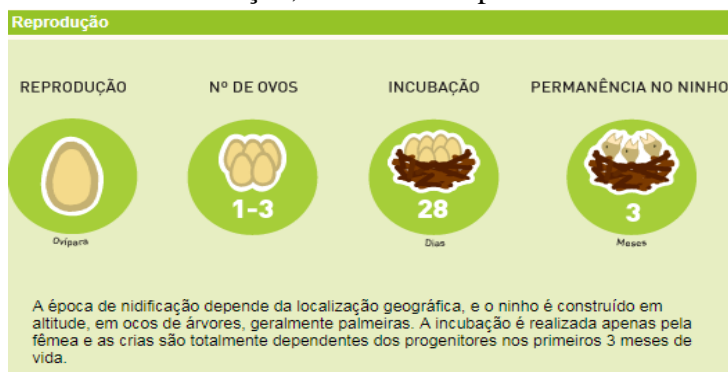 Reprodução
REPRODUÇÃO Nº DE OVOS INCUBAÇÃO PERMANÊNCIA NO NINHO
1-3 28 3
Ovípara Dias Meses
A época de nidificação depende da localização geográfica, e o ninho é construído em
altitude, em ocos de árvores, geralmente palmeiras. A incubação é realizada apenas pela
fêmea e as crias são totalmente dependentes dos progenitores nos primeiros 3 meses de
vida.